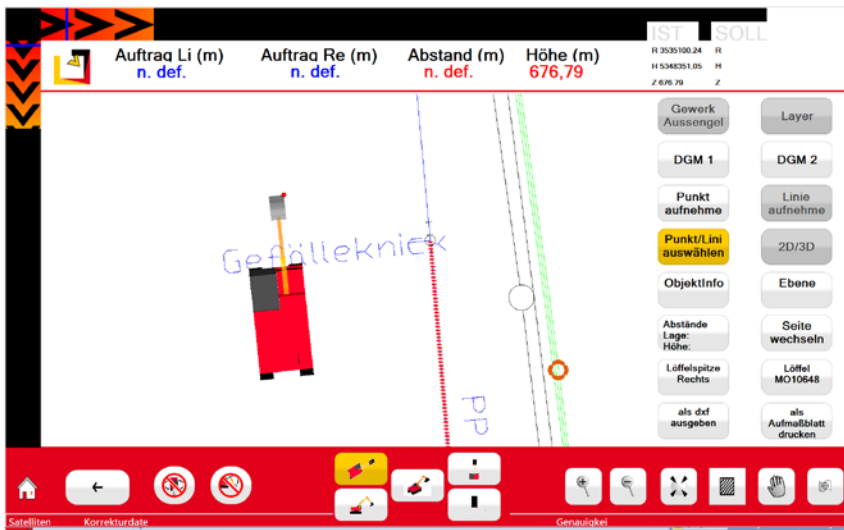 IST SOLL
Auftrag Li (m) Auftrag Re (m) Abstand (m) Höhe (m)
n. def. n. def. n. def. 676,79
R 3535100.24 R
H 5348351,05 H
Z 676.79 Z
Gewerk
Aussengel
Layer
DGM 1
DGM 2
Punkt
aufnehme
Linie
aufnehme
Punkt/Lini
auswählen
2D/3D
ObjektInfo
Ebene
Abstände
Lage:
Höhe:
Seite
wechseln
Löffelspitze
Rechts
Löffel
MO10648
als dxf
ausgeben
als
Aufmaßblatt
drucken
Gefälleknick
PP
Satelliten Korrekturdate Genauigkei